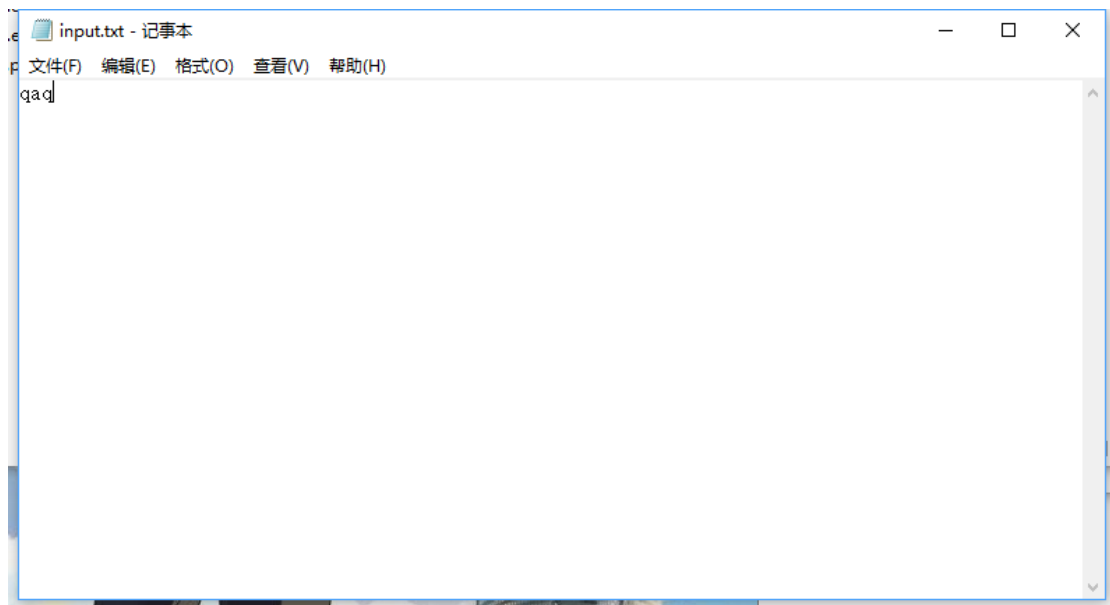 input.txt - 记事本
文件(F) 编辑(E) 格式(O) 查看(V) 帮助(H)
qaq